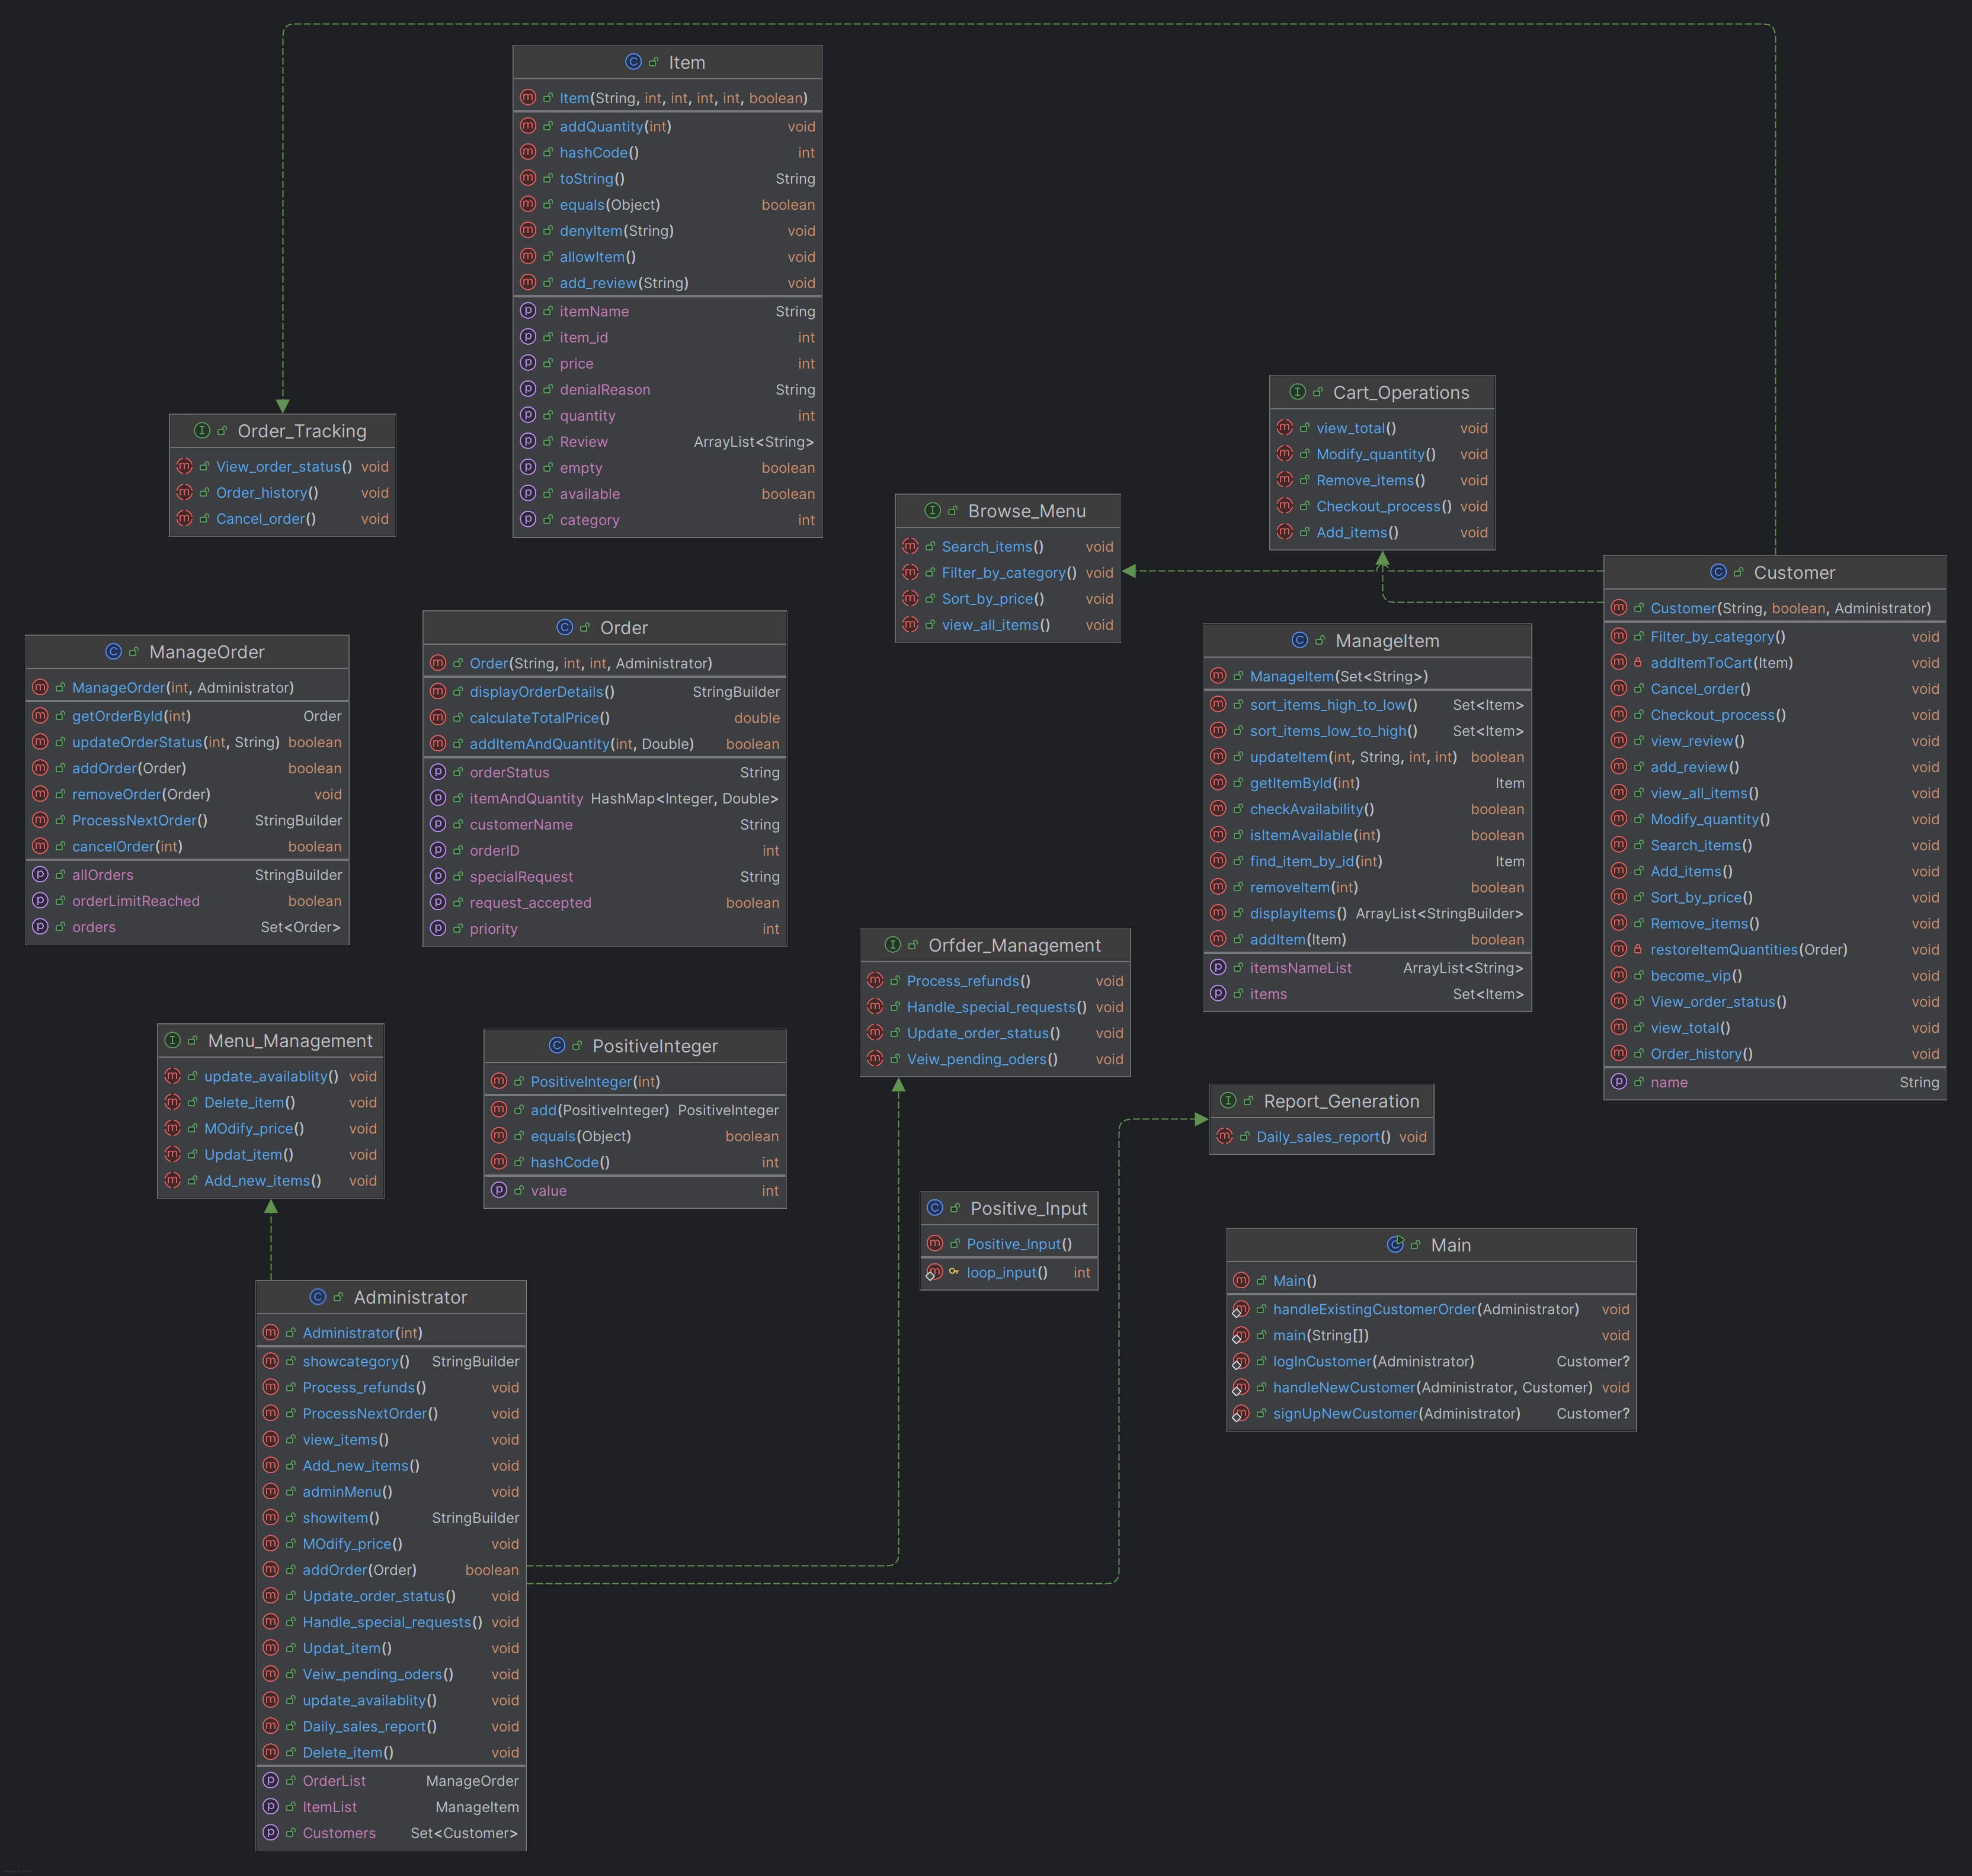 Item
Item(String, int, int, int, int, boolean)
addQuantity(int) void
hashCode() int
toString() String
equals(Object) boolean
denyItem(String) void
allowItem() void
add_review(String) void
itemName String
item_id int
price int
denialReason String
quantity int
Review ArrayList<String>
empty boolean
available boolean
category int
Order_Tracking
View_order_status() void
Order_history() void
Cancel_order() void
Cart_Operations
view_total() void
Modify_quantity() void
Remove_items() void
Checkout_process() void
Add_items() void
Browse_Menu
Search_items() void
Filter_by_category() void
Sort_by_price() void
view_all_items() void
Customer
Customer(String, boolean, Administrator)
Filter_by_category() void
addItemToCart(Item) void
Cancel_order() void
Checkout_process() void
view_review() void
add_review() void
view_all_items() void
Modify_quantity() void
Search_items() void
Add_items() void
Sort_by_price() void
Remove_items() void
restoreItemQuantities(Order) void
become_vip() void
View_order_status() void
view_total() void
Order_history() void
name String
ManageOrder
ManageOrder(int, Administrator)
getOrderById(int) Order
updateOrderStatus(int, String) boolean
addOrder(Order) boolean
removeOrder(Order) void
ProcessNextOrder() StringBuilder
cancelOrder(int) boolean
allOrders StringBuilder
orderLimitReached boolean
orders Set<Order>
Order
Order(String, int, int, Administrator)
displayOrderDetails() StringBuilder
calculateTotalPrice() double
addItemAndQuantity(int, Double) boolean
orderStatus String
itemAndQuantity HashMap<Integer, Double>
customerName String
orderID int
specialRequest String
request_accepted boolean
priority int
ManageItem
ManageItem(Set<String>)
sort_items_high_to_low() Set<Item>
sort_items_low_to_high() Set<Item>
updateItem(int, String, int, int) boolean
getItemById(int) Item
checkAvailability() boolean
isItemAvailable(int) boolean
find_item_by_id(int) Item
removeItem(int) boolean
displayItems() ArrayList<StringBuilder>
addItem(Item) boolean
itemsNameList ArrayList<String>
items Set<Item>
Orfder_Management
Process_refunds() void
Handle_special_requests() void
Update_order_status() void
Veiw_pending_oders() void
Menu_Management
update_availablity() void
Delete_item() void
MOdify_price() void
Updat_item() void
Add_new_items() void
PositiveInteger
PositiveInteger(int)
add(PositiveInteger) PositiveInteger
equals(Object) boolean
hashCode() int
value int
Report_Generation
Daily_sales_report() void
Positive_Input
Positive_Input()
loop_input() int
Main
Main()
handleExistingCustomerOrder(Administrator) void
main(String[]) void
logInCustomer(Administrator) Customer?
handleNewCustomer(Administrator, Customer) void
signUpNewCustomer(Administrator) Customer?
Administrator
Administrator(int)
showcategory() StringBuilder
Process_refunds() void
ProcessNextOrder() void
view_items() void
Add_new_items() void
adminMenu() void
showitem() StringBuilder
MOdify_price() void
addOrder(Order) boolean
Update_order_status() void
Handle_special_requests() void
Updat_item() void
Veiw_pending_oders() void
update_availablity() void
Daily_sales_report() void
Delete_item() void
OrderList ManageOrder
ItemList ManageItem
Customers Set<Customer>